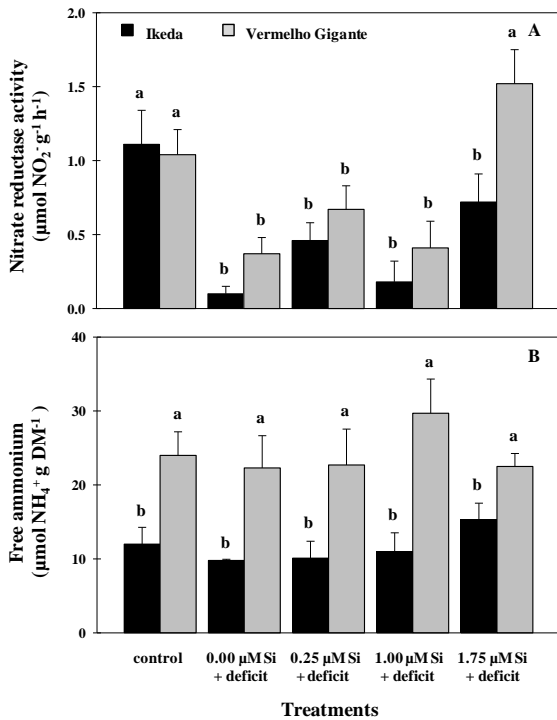 Ikeda Vermelho Gigante A
Nitrate reductase activity
(µmol NO₂⁻ g⁻¹ h⁻¹)
2.0
1.5
1.0
0.5
0.0
a a b b b b b b b a
Free ammonium
(µmol NH₄⁺ g DM⁻¹)
B
40
30
20
10
0
b a b a b a b a b a
control 0.00 µM Si 0.25 µM Si 1.00 µM Si 1.75 µM Si
+ deficit + deficit + deficit + deficit
Treatments